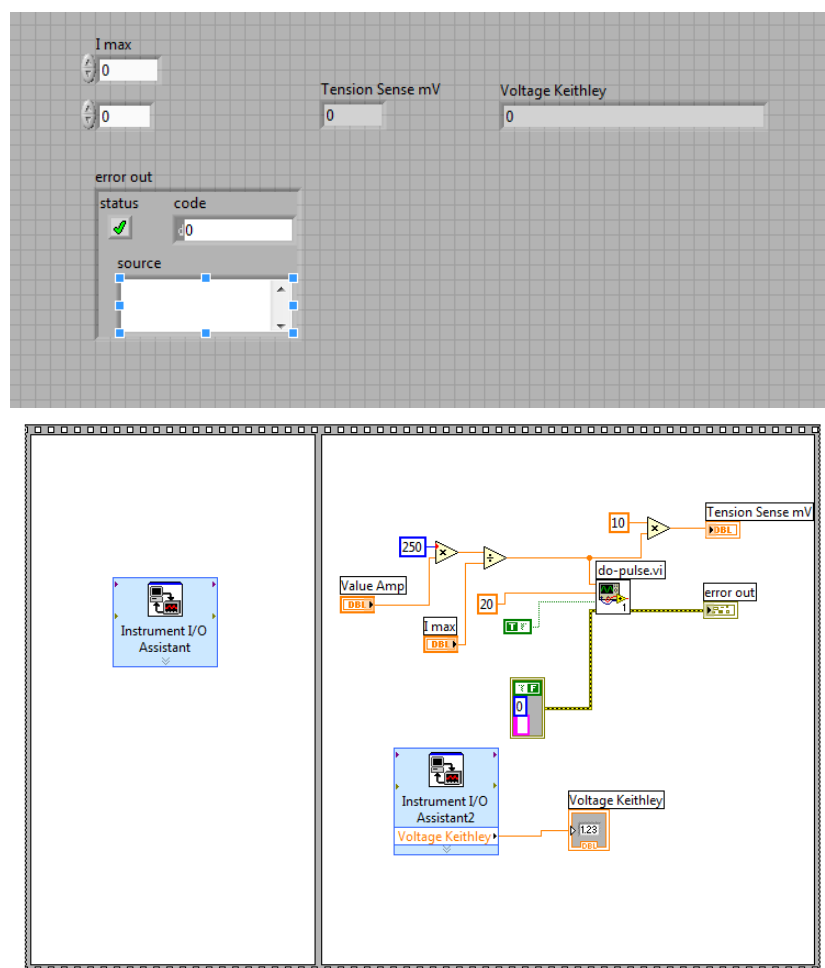 I max
0
Tension Sense mV
Voltage Keithley
0
0
0
error out
status
code
d0
source
Tension Sense mV
10
DBL
250
do-pulse.vi
Value Amp
error out
DBL
20
1
I max
T
DBL
F
0
Instrument I/O
Assistant
Instrument I/O
Assistant2
Voltage Keithley
Voltage Keithley
1.23
DBL